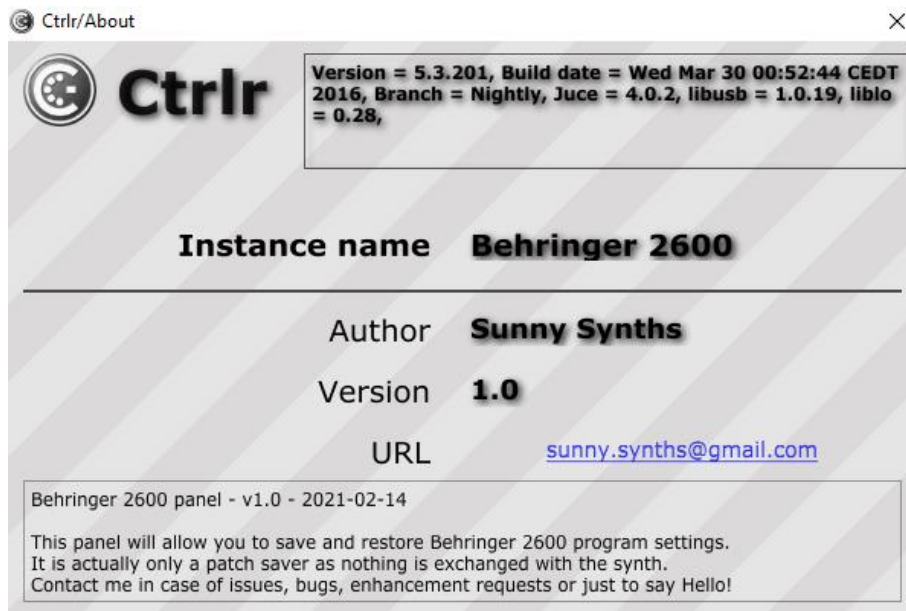 Ctrlr/About
Ctrlr
Version = 5.3.201, Build date = Wed Mar 30 00:52:44 CEDT
2016, Branch = Nightly, Juce = 4.0.2, libusb = 1.0.19, liblo
= 0.28,
Instance name Behringer 2600
Author Sunny Synths
Version 1.0
URL sunny.synths@gmail.com
Behringer 2600 panel - v1.0 - 2021-02-14
This panel will allow you to save and restore Behringer 2600 program settings.
It is actually only a patch saver as nothing is exchanged with the synth.
Contact me in case of issues, bugs, enhancement requests or just to say Hello!